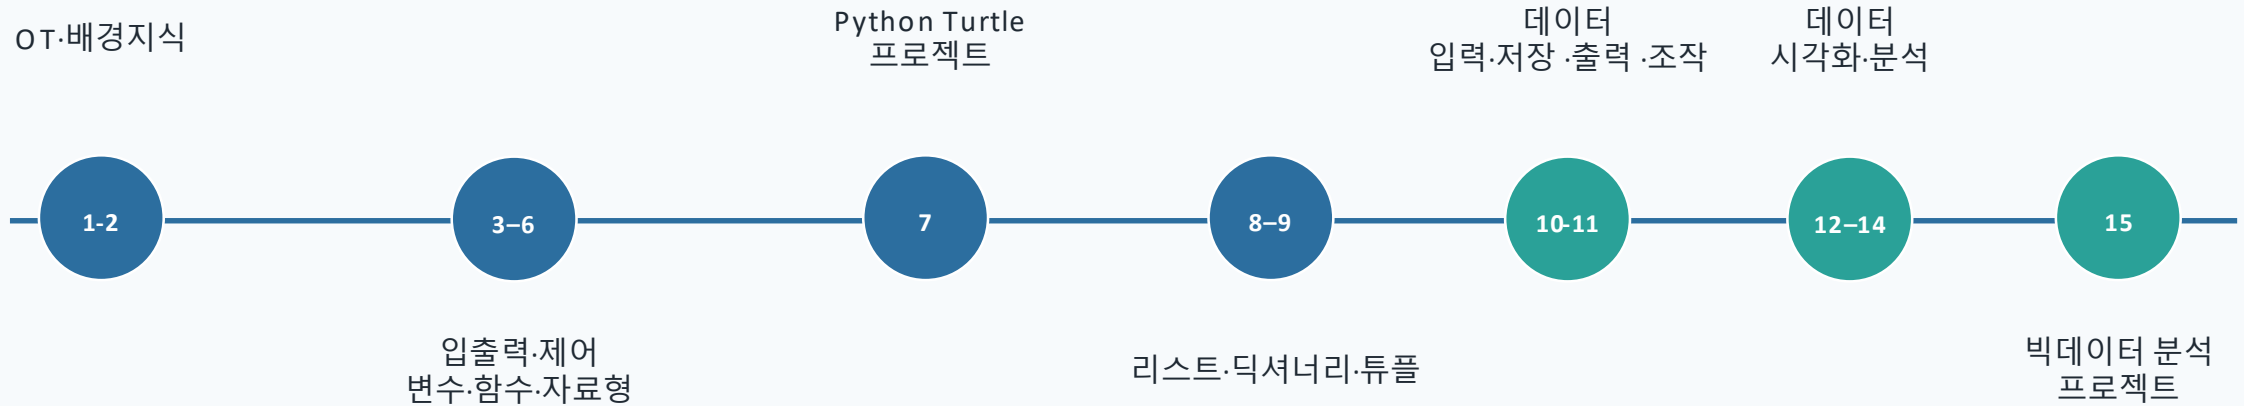 OT·배경지식
1-2
3–6
입출력·제어
변수·함수·자료형
Python Turtle
프로젝트
7
8–9
리스트·딕셔너리·튜플
데이터
입력·저장 ·출력 ·조작
10-11
데이터
시각화·분석
12–14
15
빅데이터 분석
프로젝트